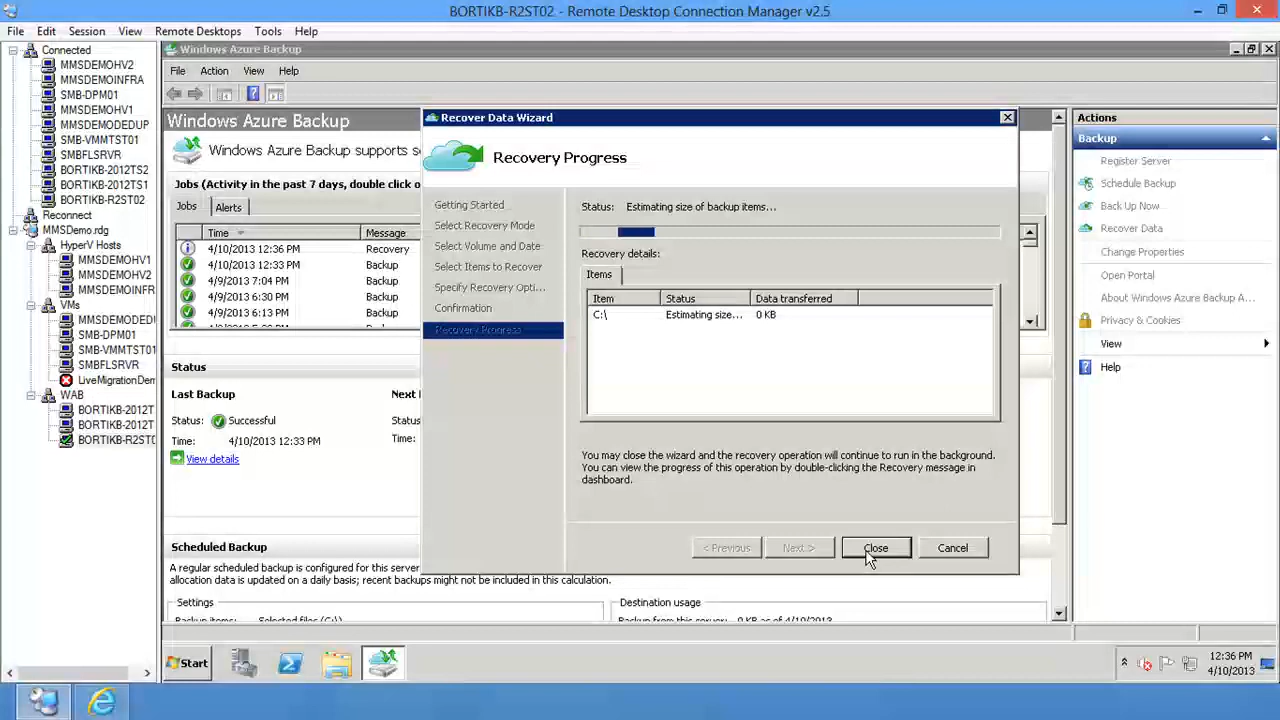 BORTIKB-R2ST02 - Remote Desktop Connection Manager v2.5
File Edit Session View Remote Desktops Tools Help
Connected
MMSDEMOHV2
MMSDEMOINFRA
SMB-DPM01
MMSDEMOHV1
MMSDEMODEDUP
SMB-VMMTST01
SMBFLSRVR
BORTIKB-2012TS2
BORTIKB-2012TS1
BORTIKB-R2ST02
Reconnect
MMSDemo.rdg
HyperV Hosts
MMSDEMOHV1
MMSDEMOHV2
MMSDEMOINFR
VMs
MMSDEMODEDU
SMB-DPM01
SMB-VMMTST01
SMBFLSRVR
LiveMigrationDem
WAB
BORTIKB-2012T
BORTIKB-2012T
BORTIKB-R2ST0
Windows Azure Backup
File Action View Help
Windows Azure Backup
Windows Azure Backup supports s
Jobs (Activity in the past 7 days, double click o
Jobs Alerts
Time Message
4/10/2013 12:36 PM Recovery
4/10/2013 12:33 PM Backup
4/9/2013 7:04 PM Backup
4/9/2013 6:30 PM Backup
4/9/2013 6:13 PM Backup
Status
Last Backup Next
Status: Successful Status:
Time: 4/10/2013 12:33 PM Time:
View details
Scheduled Backup
A regular scheduled backup is configured for this server
allocation data is updated on a daily basis; recent backups might not be included in this calculation.
Settings Destination usage
Backup items: Selected files (C:\) Backup from this server: 0 KB as of 4/10/2013
Recover Data Wizard
Recovery Progress
Getting Started
Select Recovery Mode
Select Volume and Date
Select Items to Recover
Specify Recovery Opti...
Confirmation
Recovery Progress
Status: Estimating size of backup items...
Recovery details:
Items
Item Status Data transferred
C:\ Estimating size... 0 KB
You may close the wizard and the recovery operation will continue to run in the background.
You can view the progress of this operation by double-clicking the Recovery message in
dashboard.
< Previous Next > Close Cancel
Actions
Backup
Register Server
Schedule Backup
Back Up Now
Recover Data
Change Properties
Open Portal
About Windows Azure Backup A...
Privacy & Cookies
View
Help
Start
12:36 PM
4/10/2013